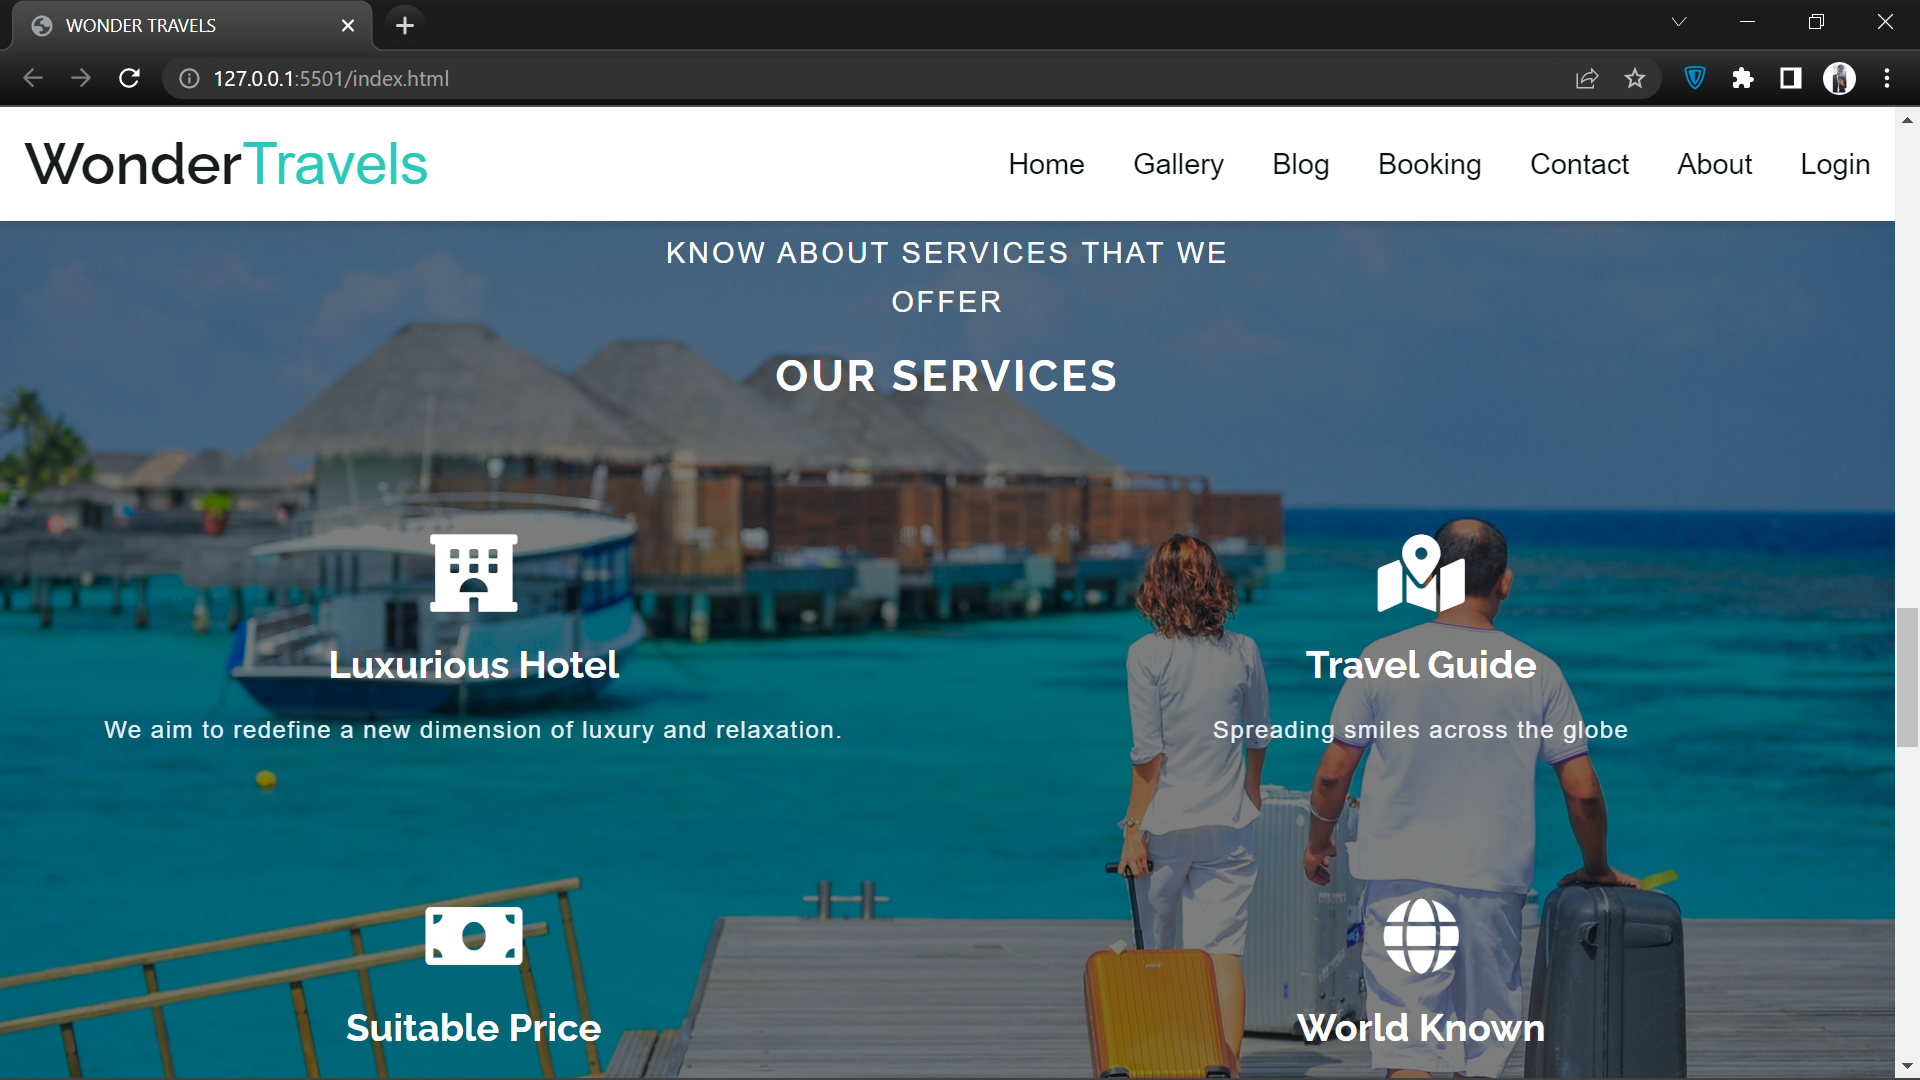 WONDER TRAVELS
127.0.0.1:5501/index.html
WonderTravels
Home Gallery Blog Booking Contact About Login
KNOW ABOUT SERVICES THAT WE
OFFER
OUR SERVICES
Luxurious Hotel
We aim to redefine a new dimension of luxury and relaxation.
Travel Guide
Spreading smiles across the globe
Suitable Price
World Known